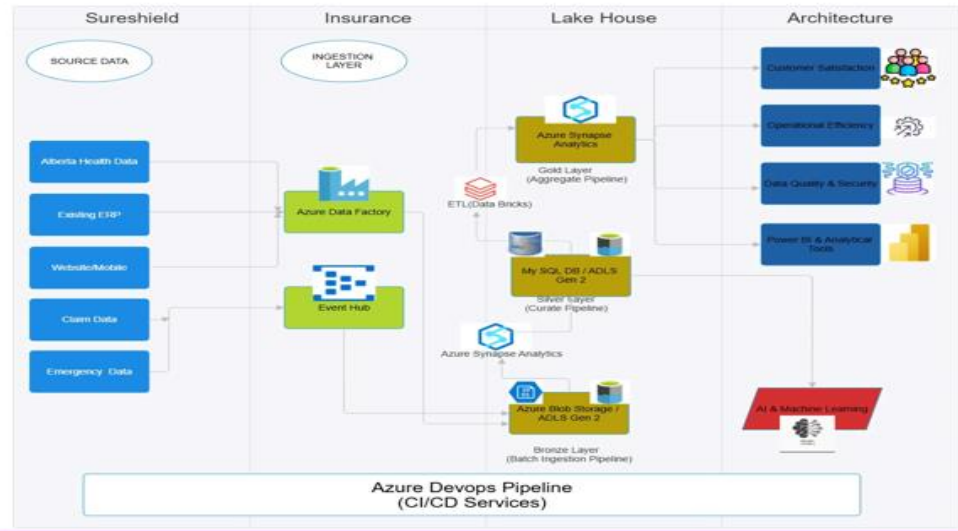 Sureshield
Insurance
Lake House
Architecture
SOURCE DATA
INGESTION
LAYER
Alberta Health Data
Existing ERP
Website/Mobile
Claim Data
Emergency Data
Azure Data Factory
Event Hub
Azure Synapse
Analytics
Gold Layer
(Aggregate Pipeline)
ETL(Data Bricks)
My SQL DB / ADLS
Gen 2
Silver Layer
(Curate Pipeline)
Azure Synapse Analytics
Azure Blob Storage /
ADLS Gen 2
Bronze Layer
(Batch Ingestion Pipeline)
Customer Satisfaction
Operational Efficiency
Data Quality & Security
Power BI & Analytical
Tools
AI & Machine Learning
Azure Devops Pipeline
(CI/CD Services)